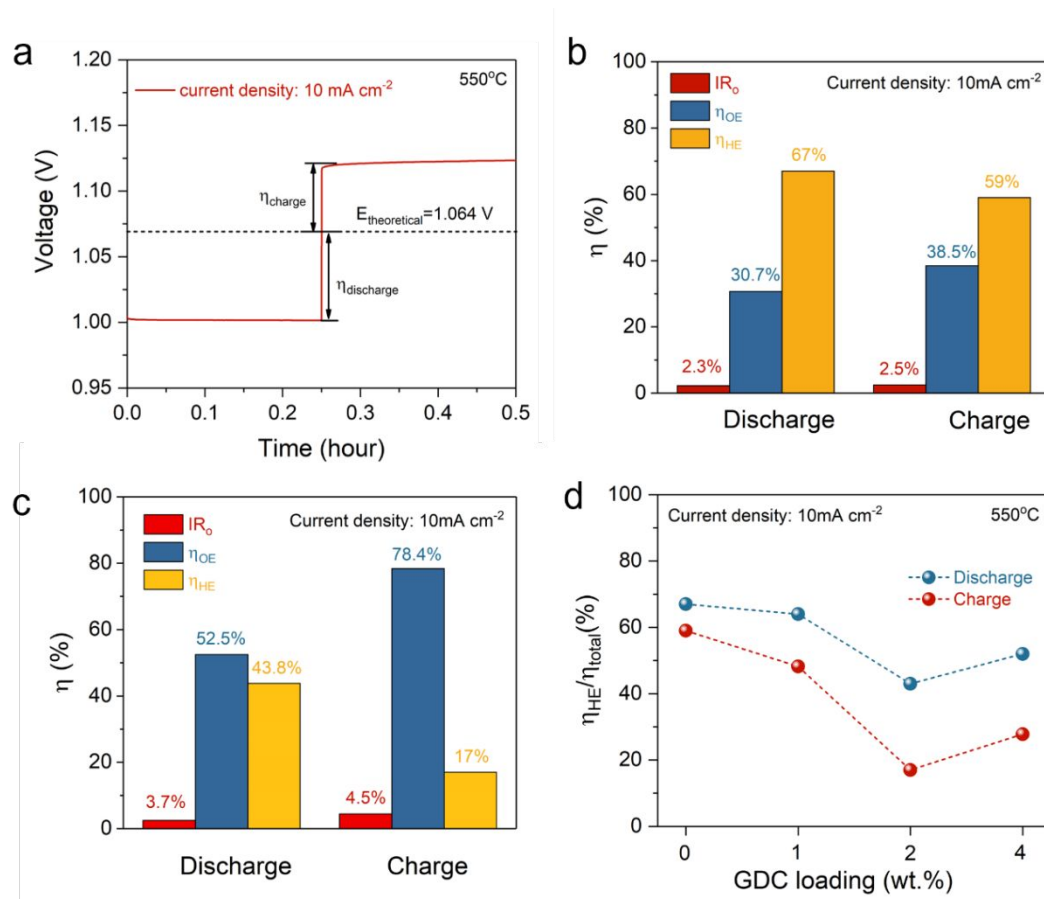 a
1.20
1.15
1.10
1.05
1.00
0.95
Voltage (V)
current density: 10 mA cm-2
550°C
ηcharge
Etheoretical=1.064 V
ηdischarge
0.0 0.1 0.2 0.3 0.4 0.5
Time (hour)
b
100
80
60
40
20
0
η (%)
IRo
ηOE
ηHE
Current density: 10mA cm-2
2.3%
30.7%
67%
2.5%
38.5%
59%
Discharge Charge
c
100
80
60
40
20
0
η (%)
IRo
ηOE
ηHE
Current density: 10mA cm-2
3.7%
52.5%
43.8%
4.5%
78.4%
17%
Discharge Charge
d
100
80
60
40
20
0
ηHE/ηtotal(%)
Current density: 10mA cm-2
550°C
Discharge
Charge
0 1 2 4
GDC loading (wt.%)